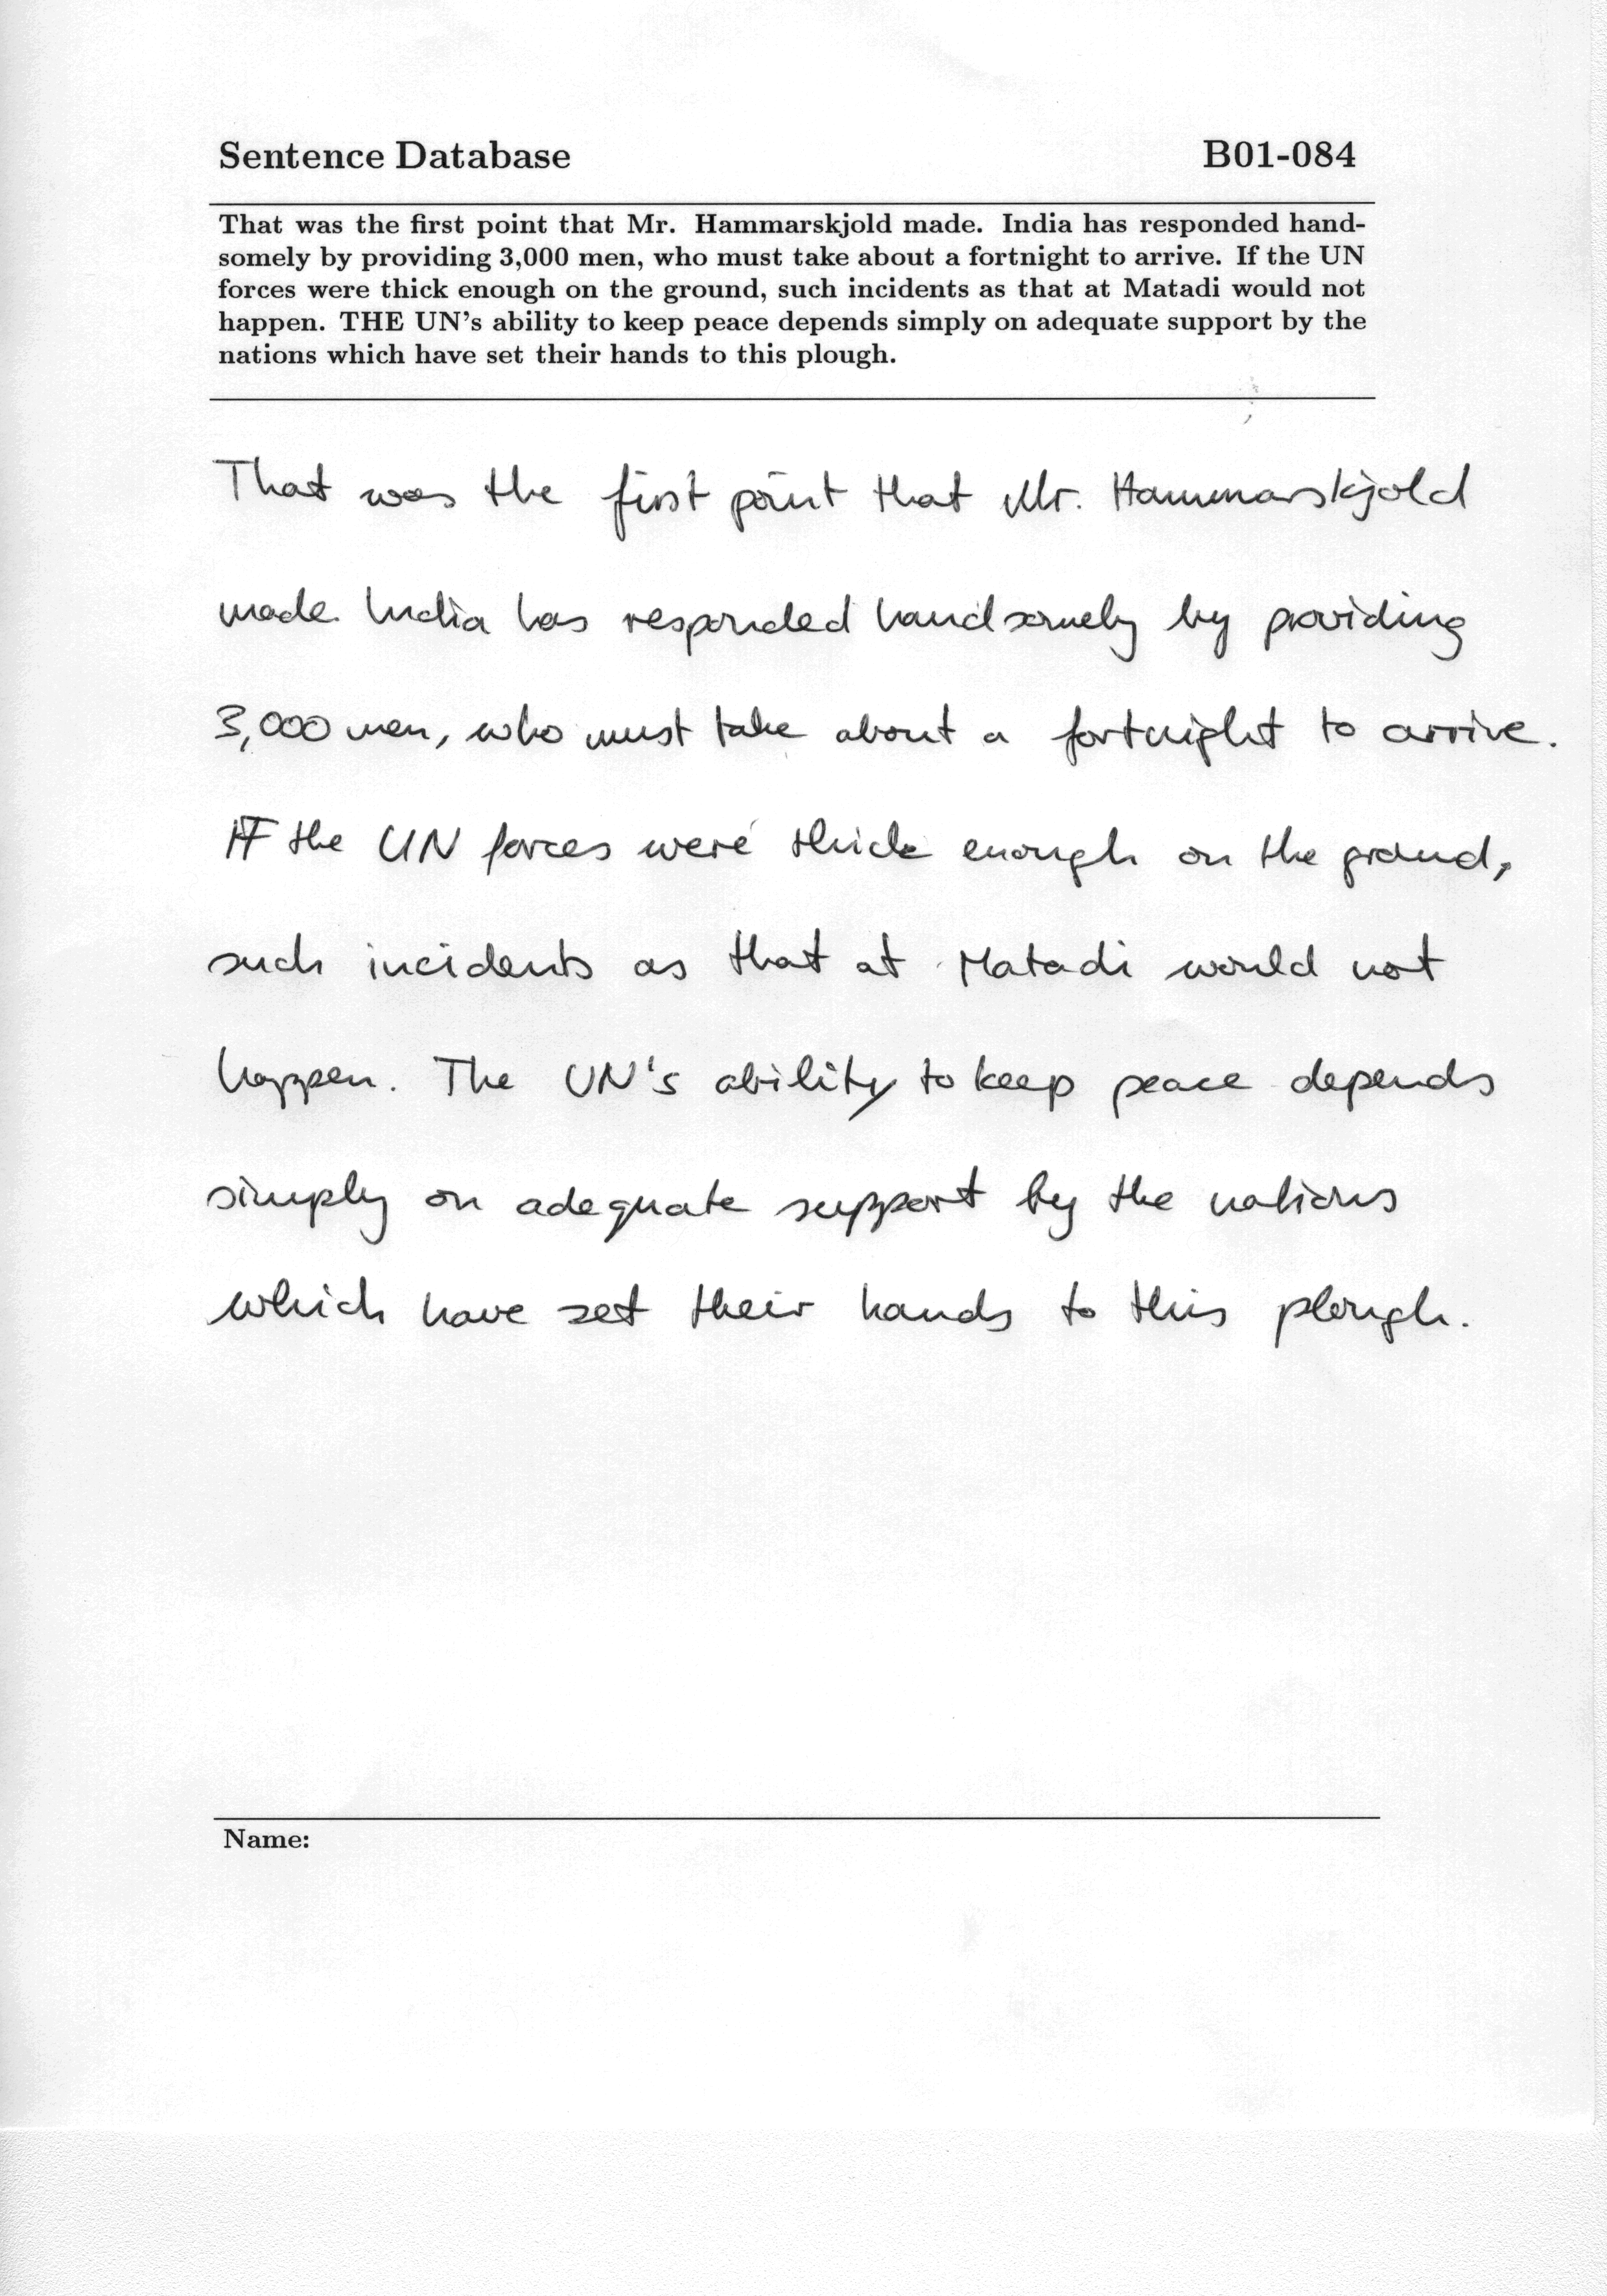 Sentence Database B01-084
That was the first point that Mr. Hammarskjold made. India has responded hand-
somely by providing 3,000 men, who must take about a fortnight to arrive. If the UN
forces were thick enough on the ground, such incidents as that at Matadi would not
happen. THE UN's ability to keep peace depends simply on adequate support by the
nations which have set their hands to this plough.
That was the first point that Mr. Hammarskjold
made. India has responded handsomely by providing
3,000 men, who must take about a fortnight to arrive.
If the UN forces were thick enough on the ground,
such incidents as that at Matadi would not
happen. The UN's ability to keep peace depends
simply on adequate support by the nations
which have set their hands to this plough.
Name: